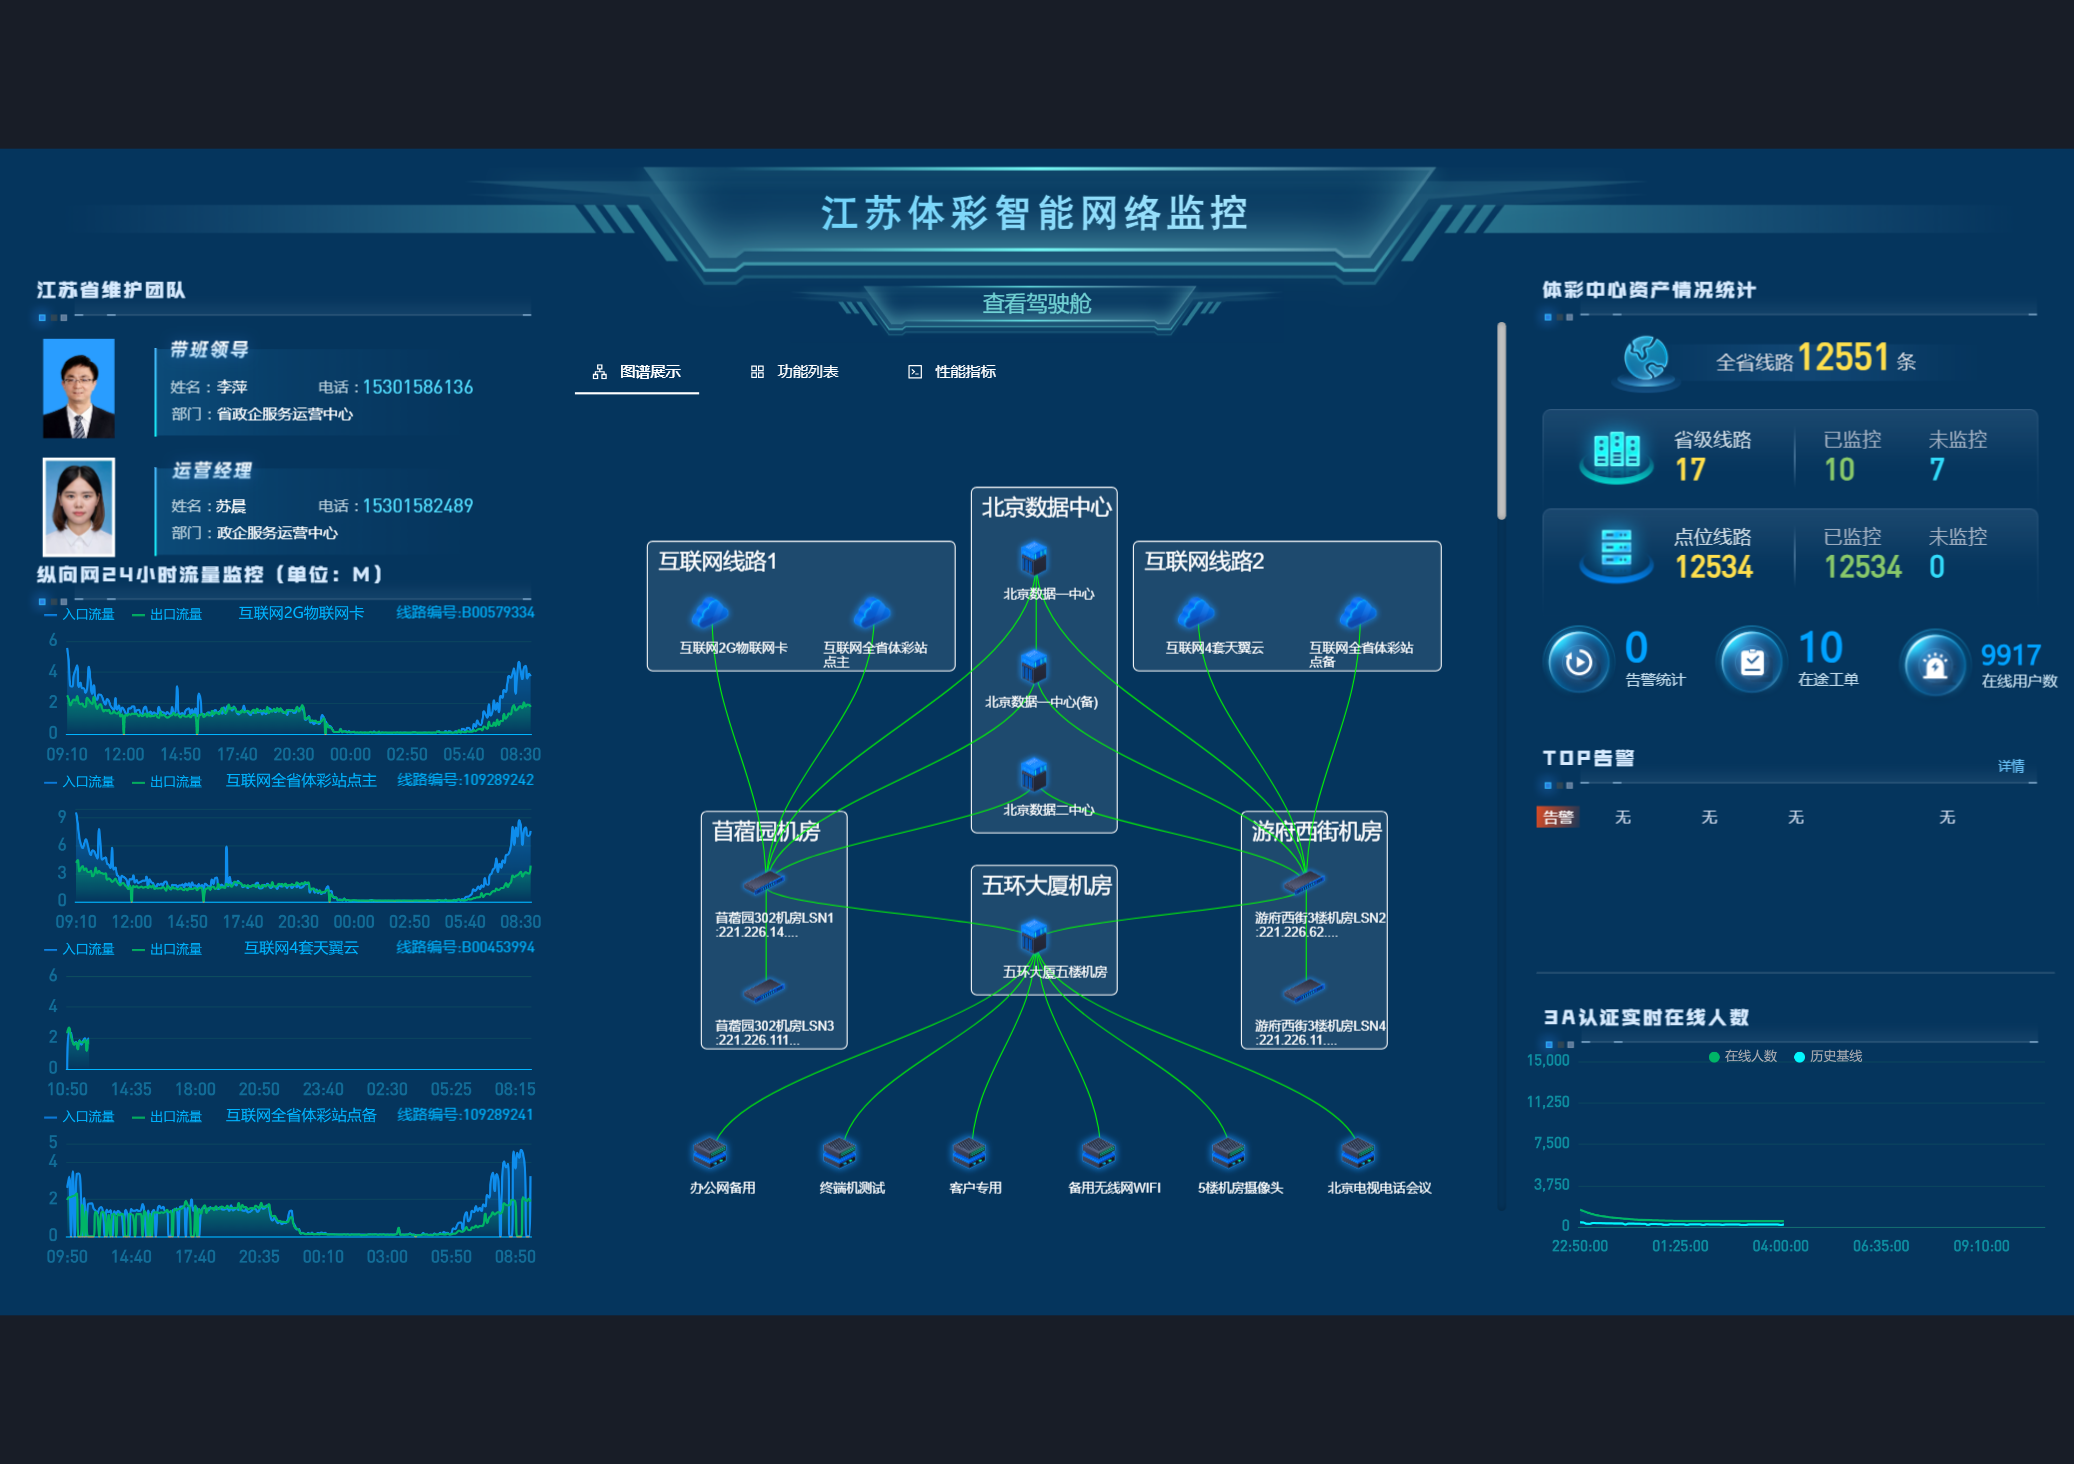 江苏体彩智能网络监控
查看驾驶舱
江苏省维护团队
带班领导
姓名：李萍 电话：15301586136
部门：省政企服务运营中心
运营经理
姓名：苏晨 电话：15301582489
部门：政企服务运营中心
纵向网24小时流量监控（单位：M）
入口流量 出口流量 互联网2G物联网卡 线路编号:B00579334
6
4
2
0
09:10 12:00 14:50 17:40 20:30 00:00 02:50 05:40 08:30
入口流量 出口流量 互联网全省体彩站点主 线路编号:109289242
9
6
3
0
09:10 12:00 14:50 17:40 20:30 00:00 02:50 05:40 08:30
入口流量 出口流量 互联网4套天翼云 线路编号:B00453994
6
4
2
0
10:50 14:35 18:00 20:50 23:40 02:30 05:25 08:15
入口流量 出口流量 互联网全省体彩站点备 线路编号:109289241
5
4
2
0
09:50 14:40 17:40 20:35 00:10 03:00 05:50 08:50
图谱展示 功能列表 性能指标
北京数据中心
北京数据一中心
北京数据一中心(备)
北京数据二中心
互联网线路1
互联网2G物联网卡
互联网全省体彩站
点主
互联网线路2
互联网4套天翼云
互联网全省体彩站
点备
苜蓿园机房
苜蓿园302机房LSN1
:221.226.14....
苜蓿园302机房LSN3
:221.226.111...
五环大厦机房
五环大厦五楼机房
游府西街机房
游府西街3楼机房LSN2
:221.226.62....
游府西街3楼机房LSN4
:221.226.11....
办公网备用 终端机测试 客户专用 备用无线网WIFI 5楼机房摄像头 北京电视电话会议
体彩中心资产情况统计
全省线路 12551 条
省级线路 已监控 未监控
17 10 7
点位线路 已监控 未监控
12534 12534 0
0
告警统计
10
在途工单
9917
在线用户数
TOP告警
详情
告警 无 无 无 无
3A认证实时在线人数
在线人数 历史基线
15,000
11,250
7,500
3,750
0
22:50:00 01:25:00 04:00:00 06:35:00 09:10:00